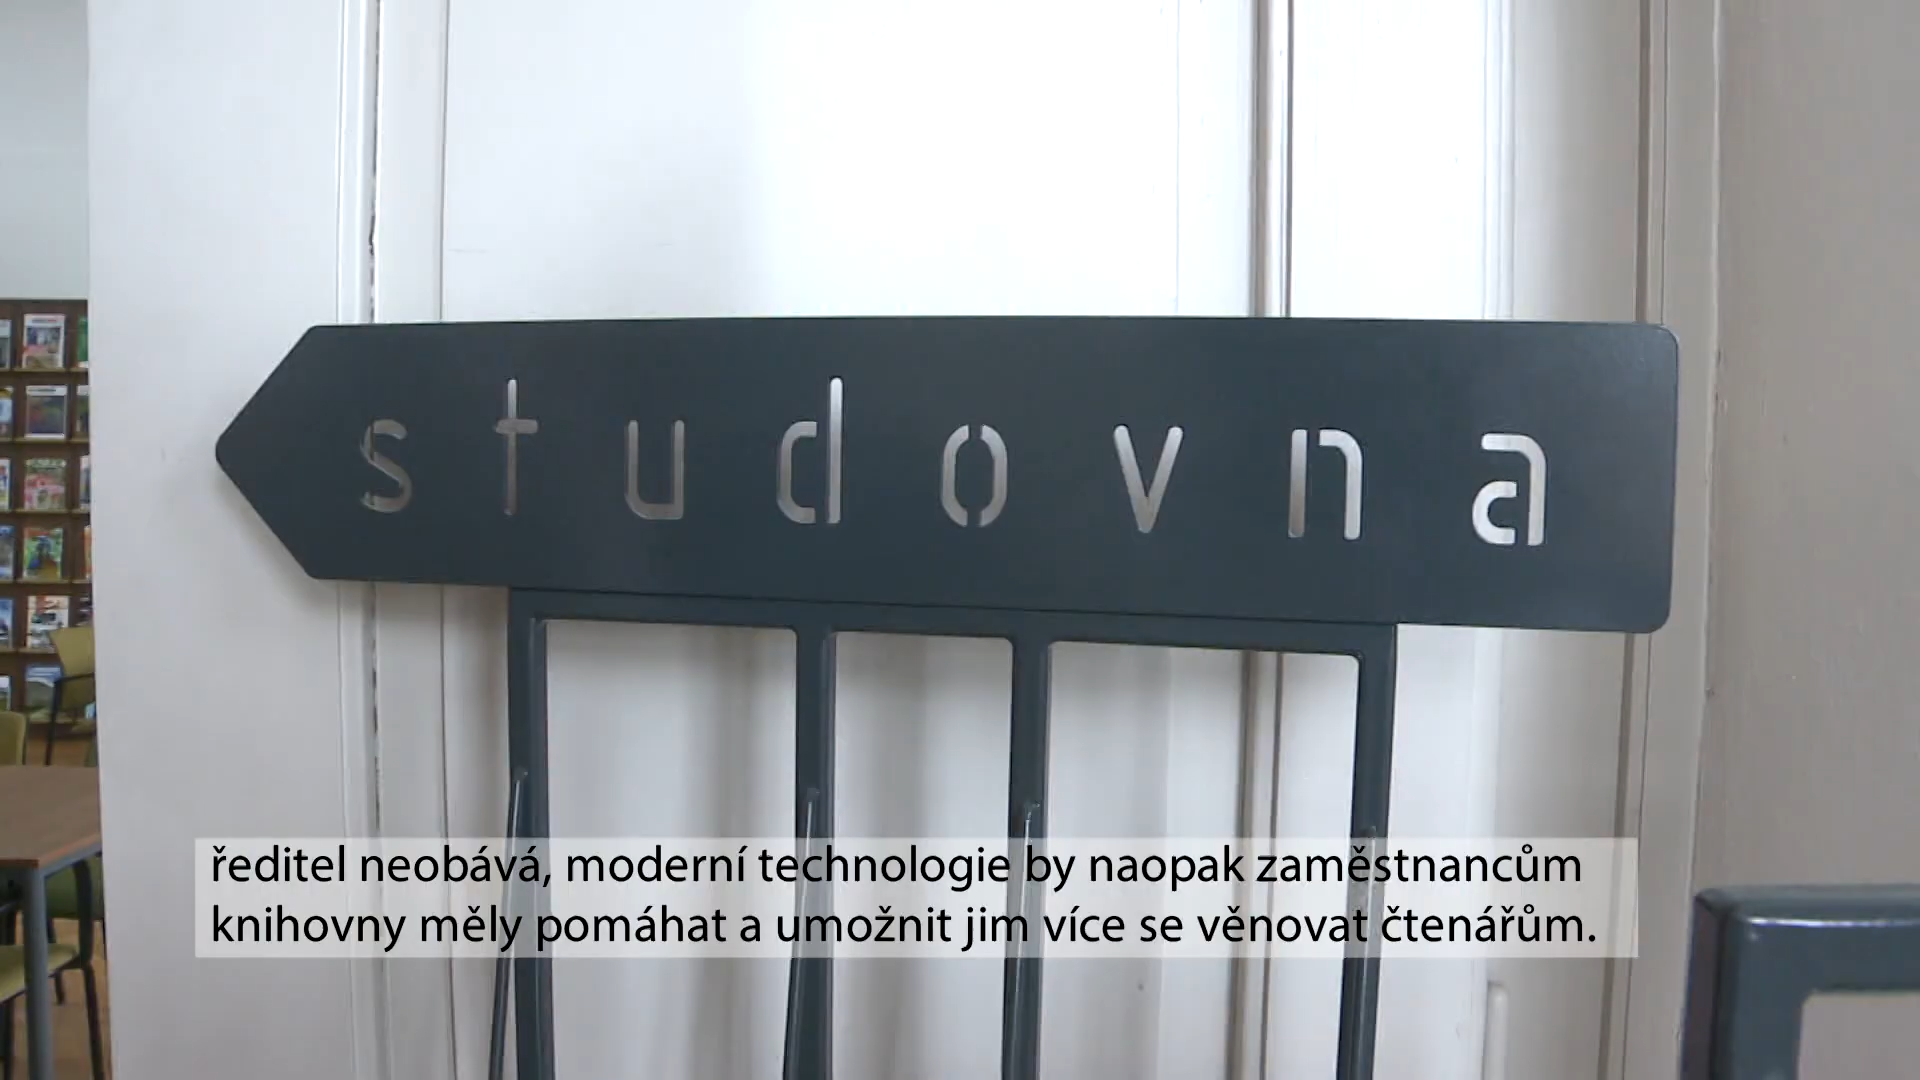 studovna
ředitel neobává, moderní technologie by naopak zaměstnancům
knihovny měly pomáhat a umožnit jim více se věnovat čtenářům.